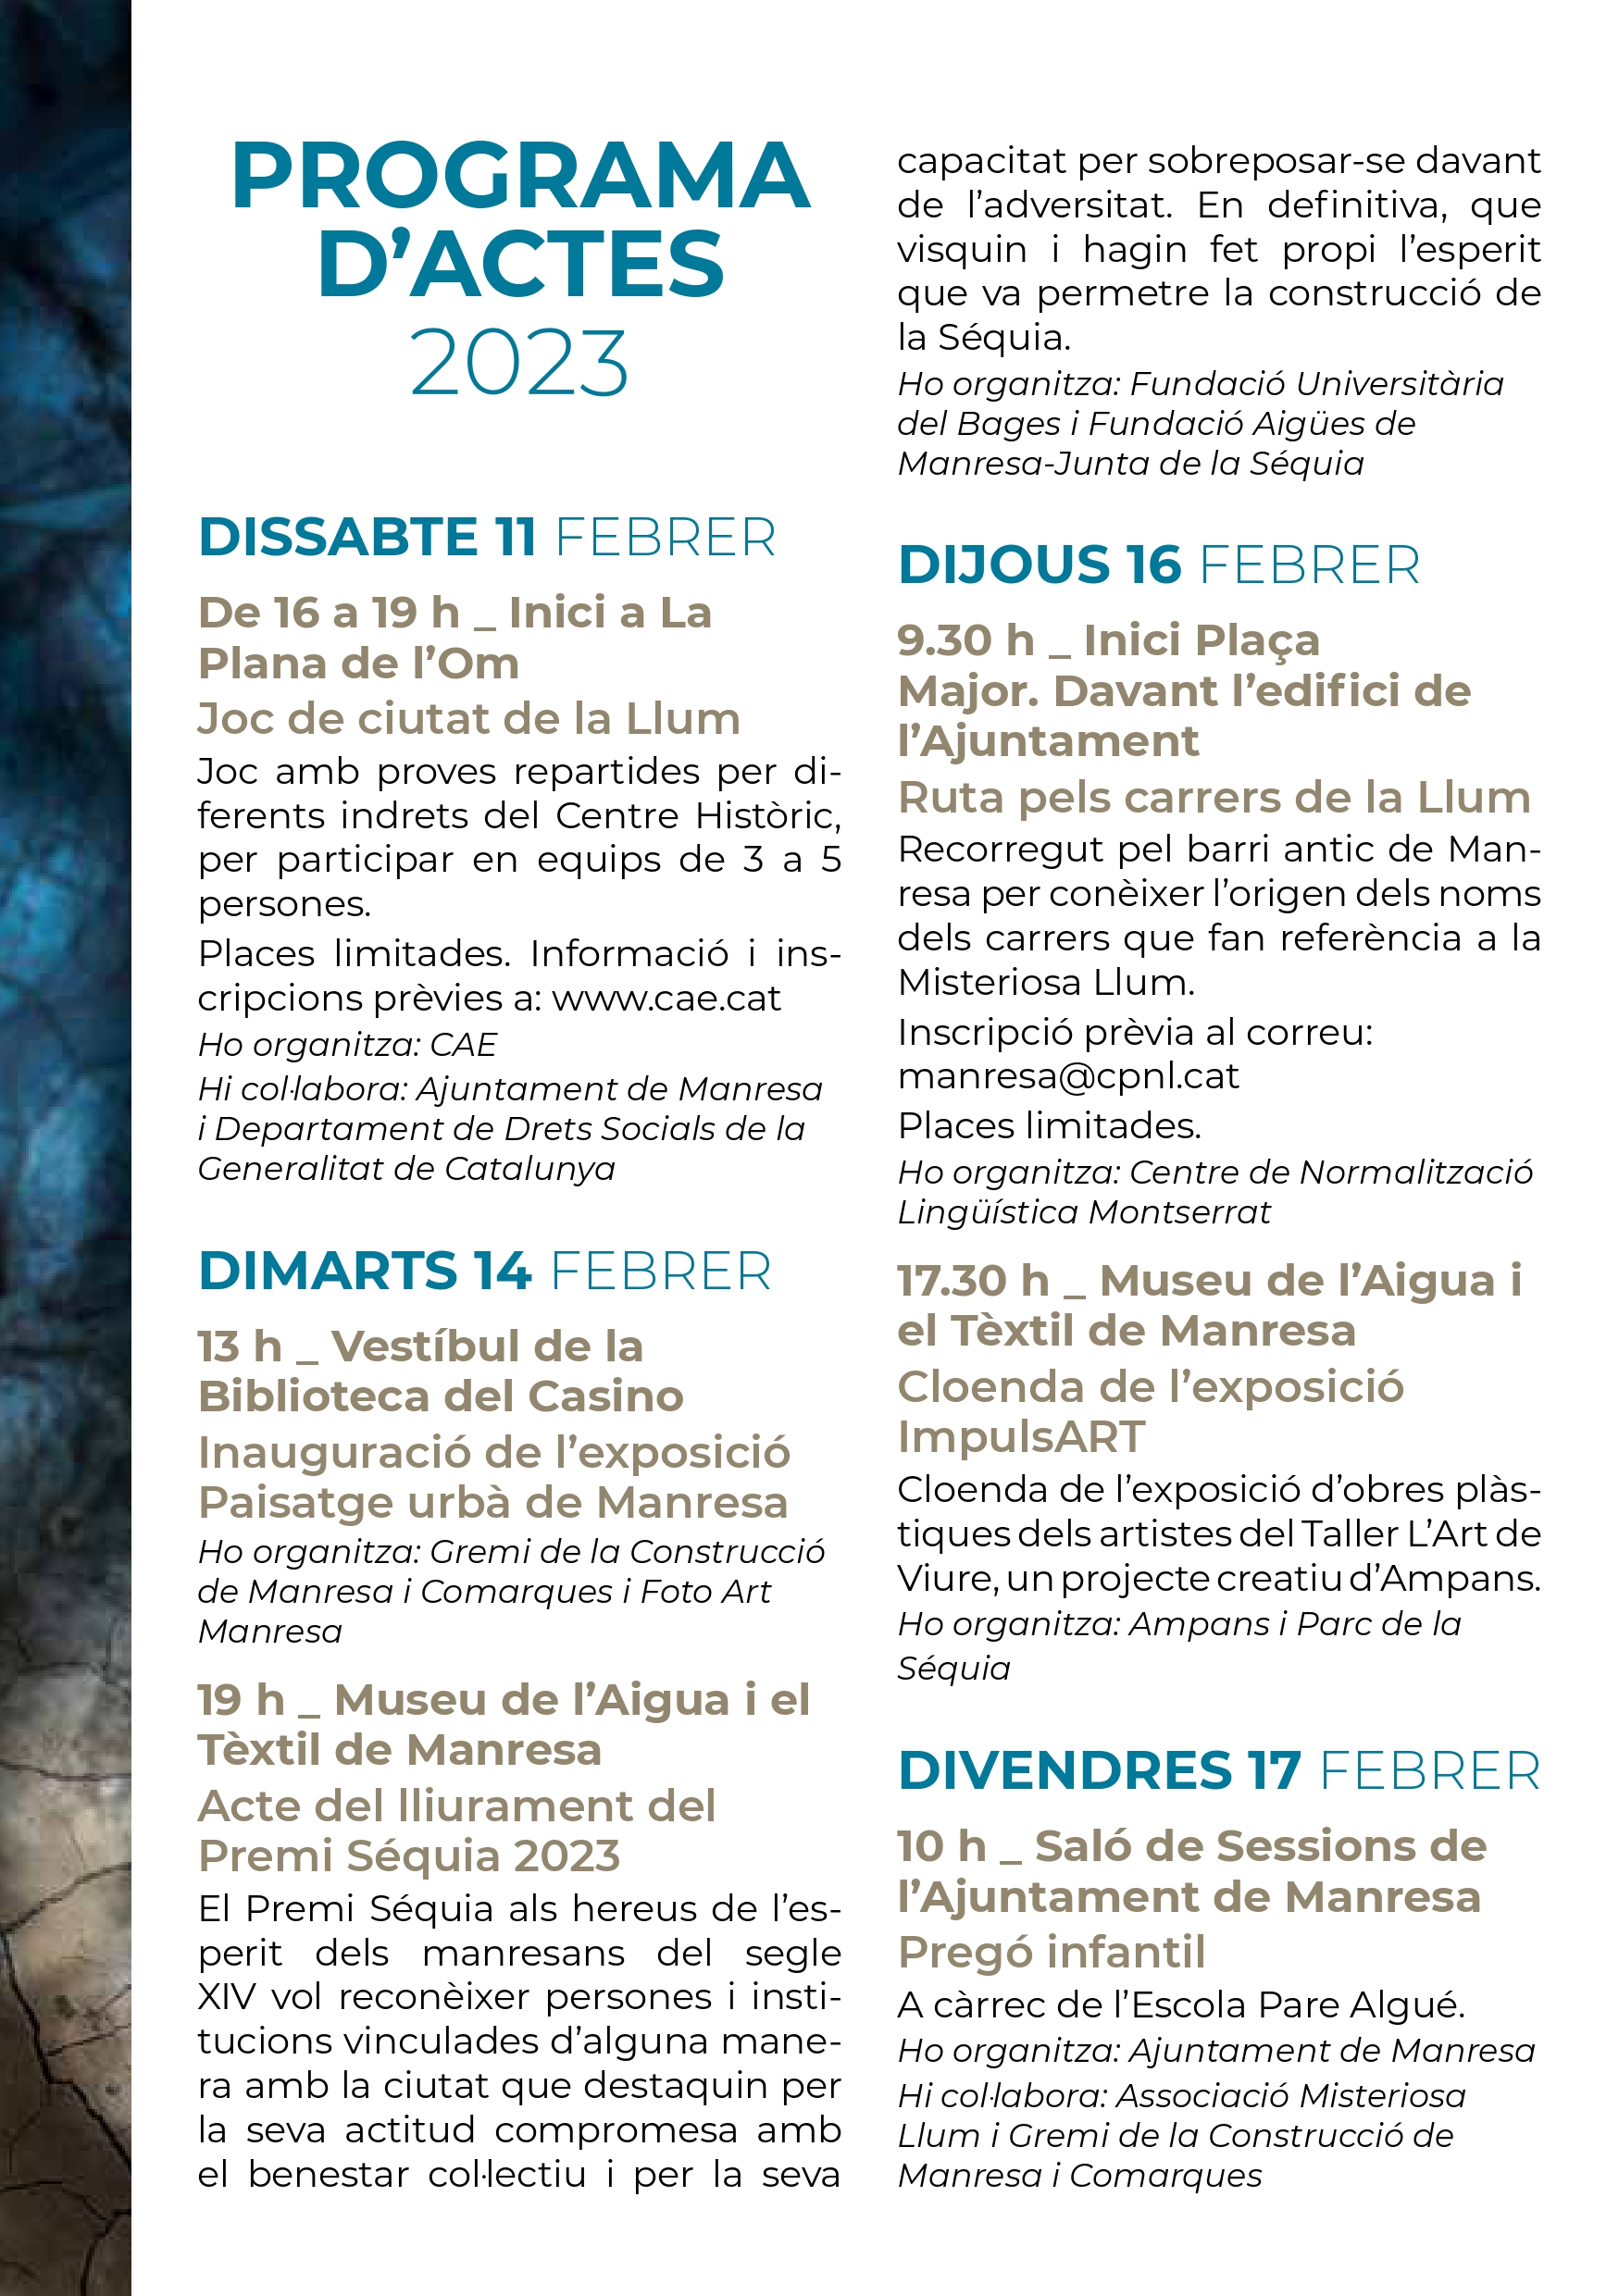 PROGRAMA
D’ACTES
2023
DISSABTE 11 FEBRER
De 16 a 19 h _ Inici a La
Plana de l’Om
Joc de ciutat de la Llum
Joc amb proves repartides per di-
ferents indrets del Centre Històric,
per participar en equips de 3 a 5
persones.
Places limitades. Informació i ins-
cripcions prèvies a: www.cae.cat
Ho organitza: CAE
Hi col·labora: Ajuntament de Manresa
i Departament de Drets Socials de la
Generalitat de Catalunya
DIMARTS 14 FEBRER
13 h _ Vestíbul de la
Biblioteca del Casino
Inauguració de l’exposició
Paisatge urbà de Manresa
Ho organitza: Gremi de la Construcció
de Manresa i Comarques i Foto Art
Manresa
19 h _ Museu de l’Aigua i el
Tèxtil de Manresa
Acte del lliurament del
Premi Séquia 2023
El Premi Séquia als hereus de l’es-
perit dels manresans del segle
XIV vol reconèixer persones i insti-
tucions vinculades d’alguna mane-
ra amb la ciutat que destaquin per
la seva actitud compromesa amb
el benestar col·lectiu i per la seva
capacitat per sobreposar-se davant
de l’adversitat. En definitiva, que
visquin i hagin fet propi l’esperit
que va permetre la construcció de
la Séquia.
Ho organitza: Fundació Universitària
del Bages i Fundació Aigües de
Manresa-Junta de la Séquia
DIJOUS 16 FEBRER
9.30 h _ Inici Plaça
Major. Davant l’edifici de
l’Ajuntament
Ruta pels carrers de la Llum
Recorregut pel barri antic de Man-
resa per conèixer l’origen dels noms
dels carrers que fan referència a la
Misteriosa Llum.
Inscripció prèvia al correu:
manresa@cpnl.cat
Places limitades.
Ho organitza: Centre de Normalització
Lingüística Montserrat
17.30 h _ Museu de l’Aigua i
el Tèxtil de Manresa
Cloenda de l’exposició
ImpulsART
Cloenda de l’exposició d’obres plàs-
tiques dels artistes del Taller L’Art de
Viure, un projecte creatiu d’Ampans.
Ho organitza: Ampans i Parc de la
Séquia
DIVENDRES 17 FEBRER
10 h _ Saló de Sessions de
l’Ajuntament de Manresa
Pregó infantil
A càrrec de l’Escola Pare Algué.
Ho organitza: Ajuntament de Manresa
Hi col·labora: Associació Misteriosa
Llum i Gremi de la Construcció de
Manresa i Comarques